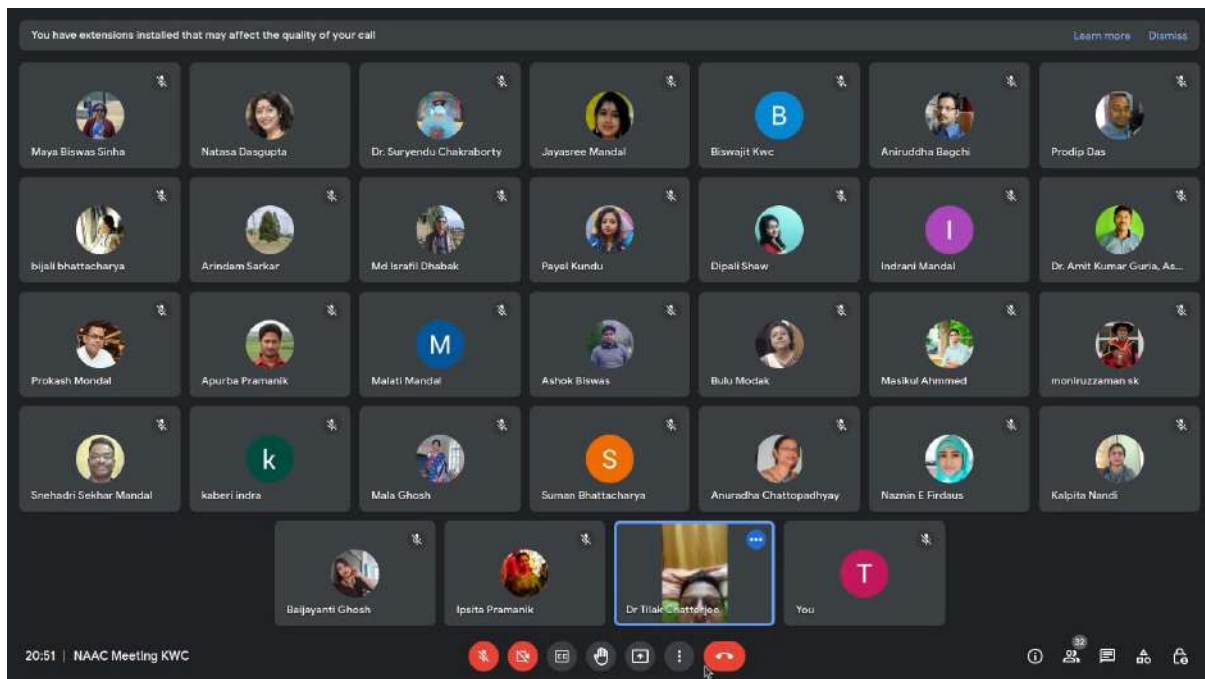 You have extensions installed that may affect the quality of your call Learn more Dismiss
Maya Biswas Sinha Natasa Dasgupta Dr. Suryendu Chakraborty Jayasree Mandal B Biswajit Kwc Aniruddha Bagchi Prodip Das
bijali bhattacharya Arindam Sarkar Md Israfil Dhabak Payel Kundu Dipali Shaw I Indrani Mandal Dr. Amit Kumar Guria, As...
Prokash Mondal Apurba Pramanik M Malati Mandal Ashok Biswas Bulu Modak Masikul Ahmmed moniruzzaman sk
Snehadri Sekhar Mandal k kaberi indra Mala Ghosh S Suman Bhattacharya Anuradha Chattopadhyay Naznin E Firdaus Kalpita Nandi
Baijayanti Ghosh Ipsita Pramanik Dr Tilak Chatterjee T You
20:51 | NAAC Meeting KWC CC 32